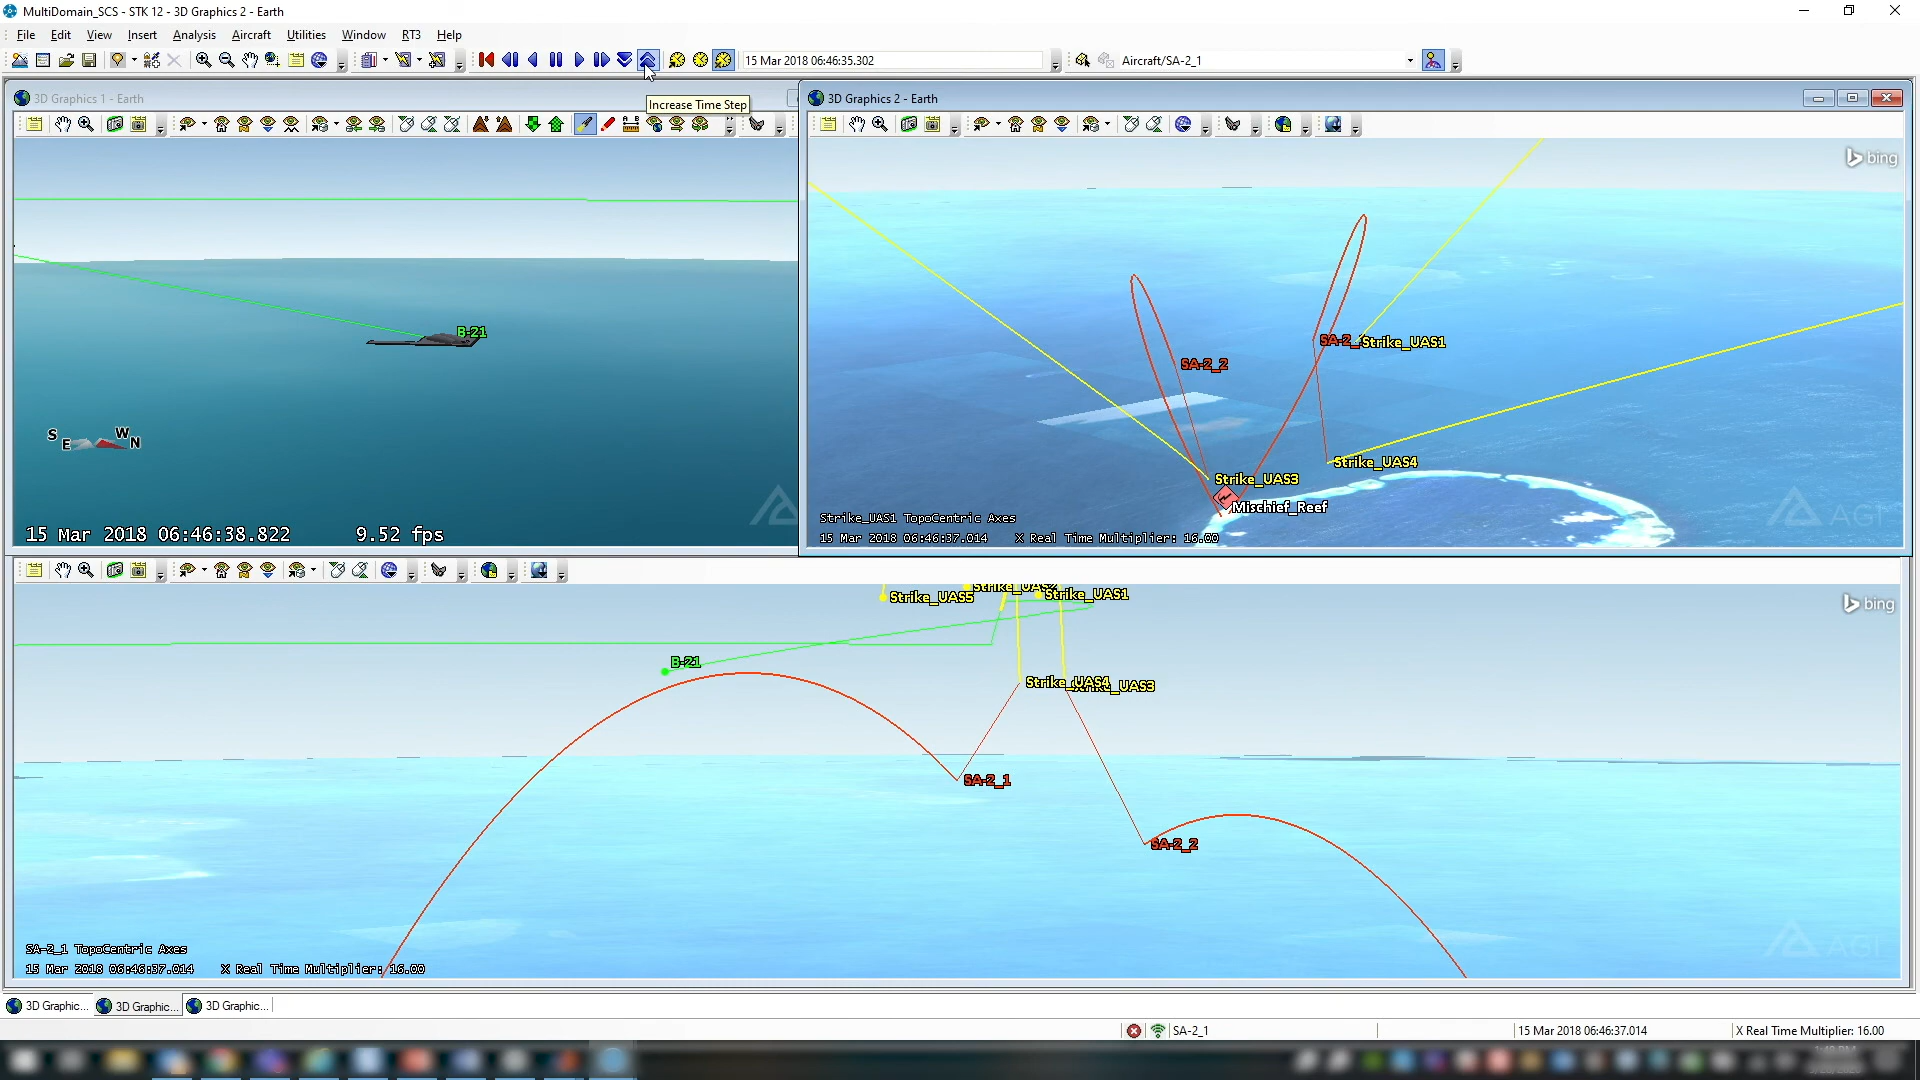 MultiDomain_SCS - STK 12 - 3D Graphics 2 - Earth
File Edit View Insert Analysis Aircraft Utilities Window RT3 Help
15 Mar 2018 06:46:35.302
Aircraft/SA-2_1
3D Graphics 1 - Earth
Increase Time Step
B-21
S E W N
15 Mar 2018 06:46:38.822 9.52 fps
3D Graphics 2 - Earth
bing
SA-2_ Strike_UAS1
SA-2_2
Strike_UAS4
Strike_UAS3
Mischief_Reef
AGI
Strike_UAS1 TopoCentric Axes
15 Mar 2018 06:46:37.014 X Real Time Multiplier: 16.00
bing
Strike_UAS2
Strike_UAS5 Strike_UAS1
B-21
Strike_UAS4 Strike_UAS3
SA-2_1
SA-2_2
AGI
SA-2_1 TopoCentric Axes
15 Mar 2018 06:46:37.014 X Real Time Multiplier: 16.00
3D Graphic... 3D Graphic... 3D Graphic...
SA-2_1 15 Mar 2018 06:46:37.014 X Real Time Multiplier: 16.00